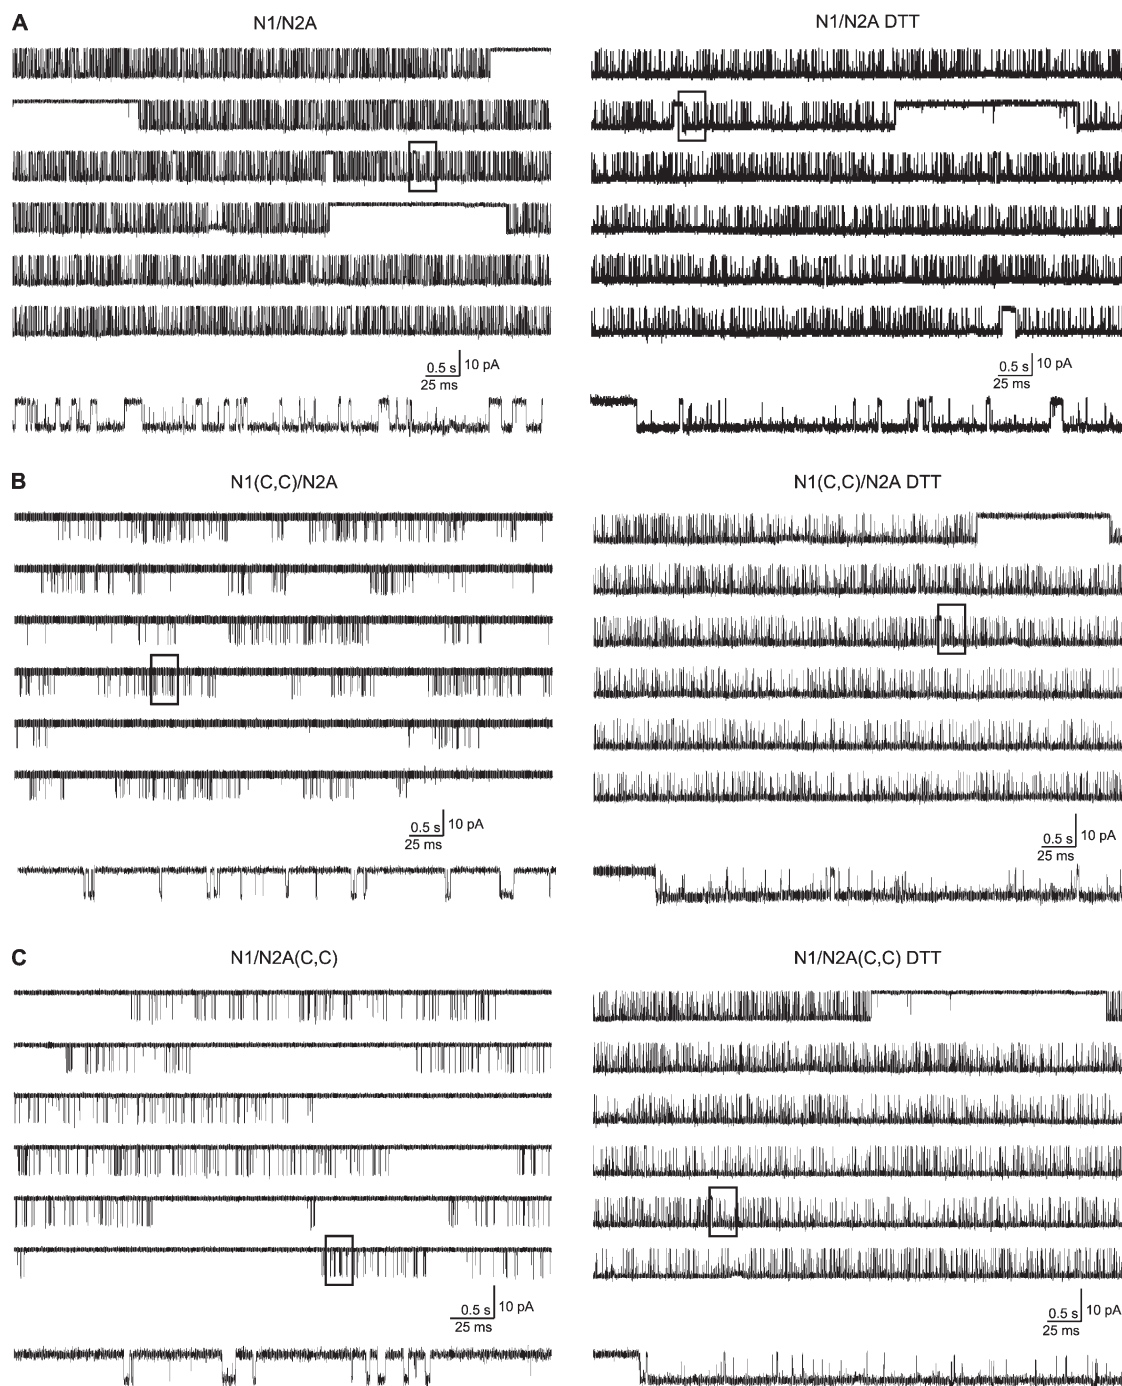 A
N1/N2A
N1/N2A DTT
0.5 s
10 pA
25 ms
0.5 s
10 pA
25 ms
B
N1(C,C)/N2A
N1(C,C)/N2A DTT
0.5 s
10 pA
25 ms
0.5 s
10 pA
25 ms
C
N1/N2A(C,C)
N1/N2A(C,C) DTT
0.5 s
10 pA
25 ms
0.5 s
10 pA
25 ms